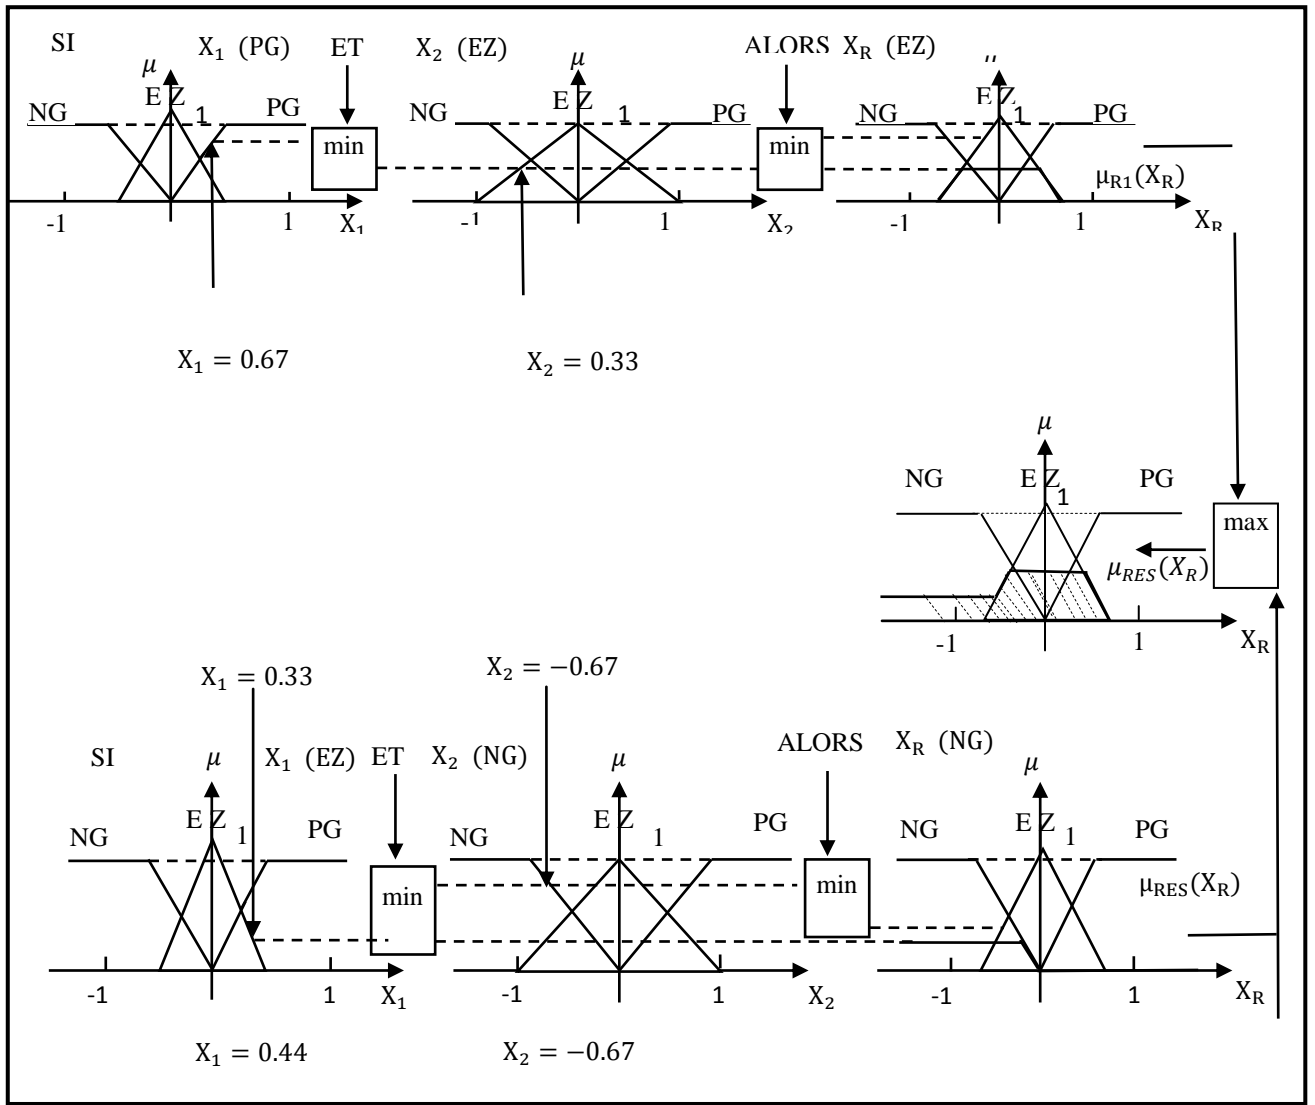 SI X₁ (PG) ET X₂ (EZ) ALORS X_R (EZ)
μ μ
NG E Z 1 PG NG E Z 1 PG NG E Z 1 PG
min min
μ_R1(X_R)
-1 1 X₁ -1 1 X₂ -1 1 X_R
X₁ = 0.67 X₂ = 0.33
μ
NG E Z 1 PG
max
μ_RES(X_R)
-1 1 X_R
X₁ = 0.33 X₂ = −0.67
SI μ X₁ (EZ) ET X₂ (NG) μ ALORS X_R (NG) μ
NG E Z 1 PG NG E Z 1 PG NG E Z 1 PG
min min μ_RES(X_R)
-1 1 X₁ -1 1 X₂ -1 1 X_R
X₁ = 0.44 X₂ = −0.67